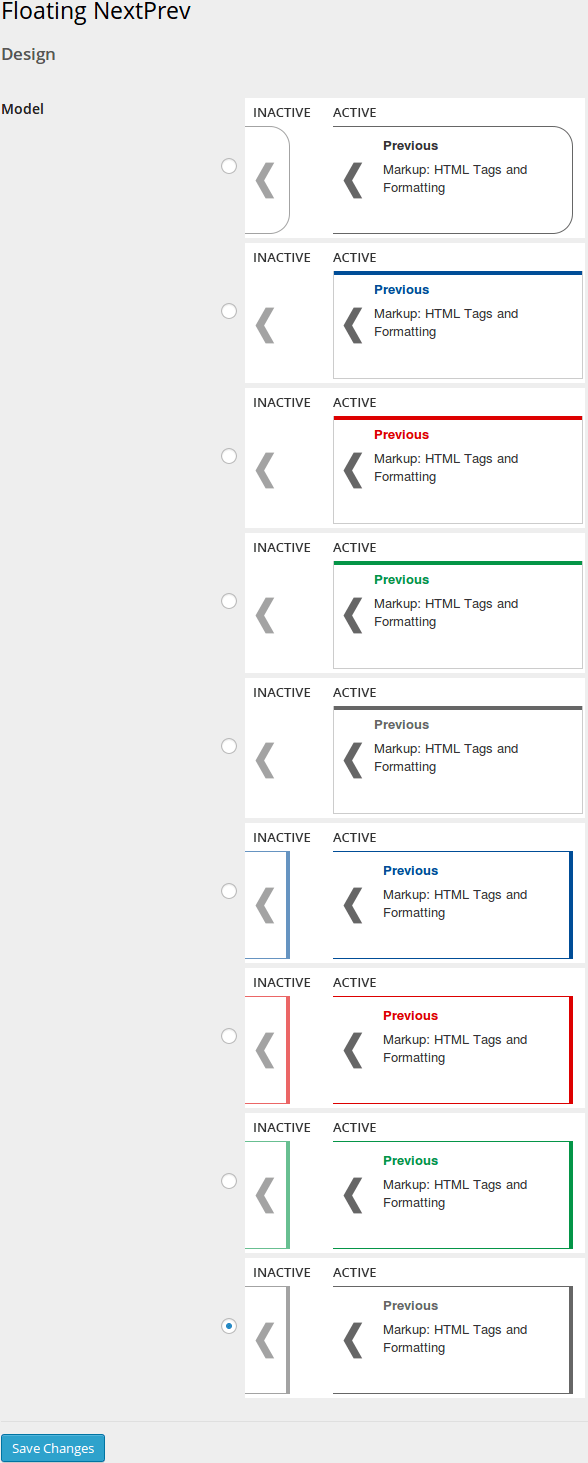 Floating NextPrev
Design
Model
INACTIVE ACTIVE
Previous
Markup: HTML Tags and
Formatting
INACTIVE ACTIVE
Previous
Markup: HTML Tags and
Formatting
INACTIVE ACTIVE
Previous
Markup: HTML Tags and
Formatting
INACTIVE ACTIVE
Previous
Markup: HTML Tags and
Formatting
INACTIVE ACTIVE
Previous
Markup: HTML Tags and
Formatting
INACTIVE ACTIVE
Previous
Markup: HTML Tags and
Formatting
INACTIVE ACTIVE
Previous
Markup: HTML Tags and
Formatting
INACTIVE ACTIVE
Previous
Markup: HTML Tags and
Formatting
INACTIVE ACTIVE
Previous
Markup: HTML Tags and
Formatting
Save Changes